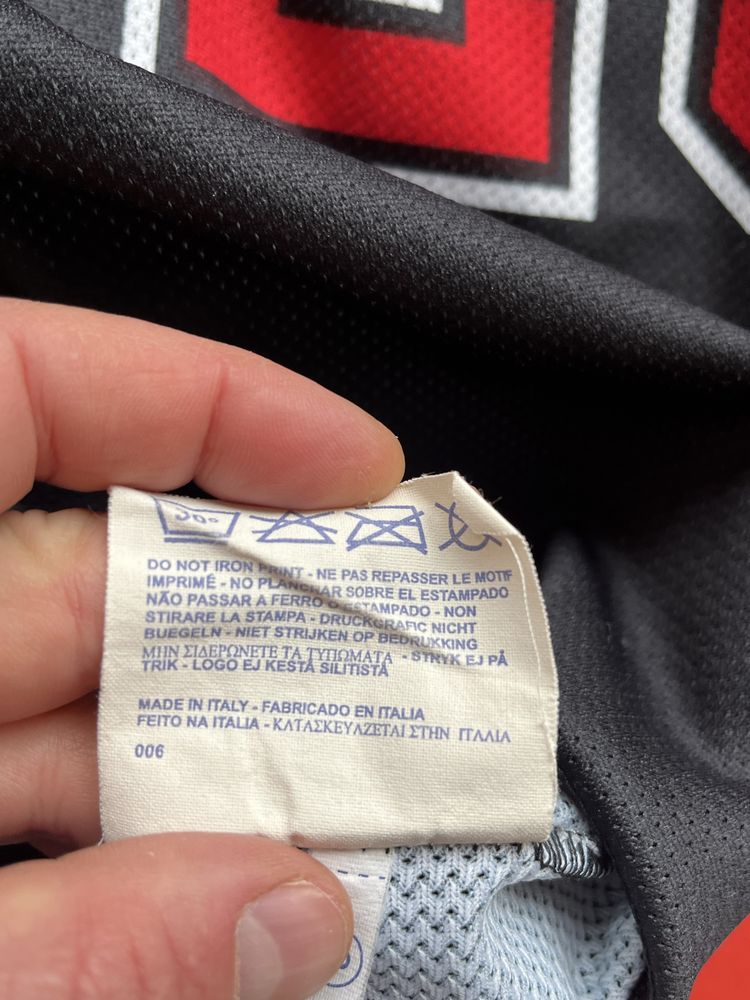 30°
DO NOT IRON PRINT - NE PAS REPASSER LE MOTIF
IMPRIMÉ - NO PLANCHAR SOBRE EL ESTAMPADO
NÃO PASSAR A FERRO O ESTAMPADO - NON
STIRARE LA STAMPA - DRUCKGRAFIC NICHT
BUEGELN - NIET STRIJKEN OP BEDRUKKING
ΜΗΝ ΣΙΔΕΡΩΝΕΤΕ ΤΑ ΤΥΠΩΜΑΤΑ - STRYK EJ PÅ
TRIK - LOGO EJ KESTÄ SILITISTÄ
MADE IN ITALY - FABRICADO EN ITALIA
FEITO NA ITALIA - ΚΑΤΑΣΚΕΥΑΖΕΤΑΙ ΣΤΗΝ ΙΤΑΛΙΑ
006